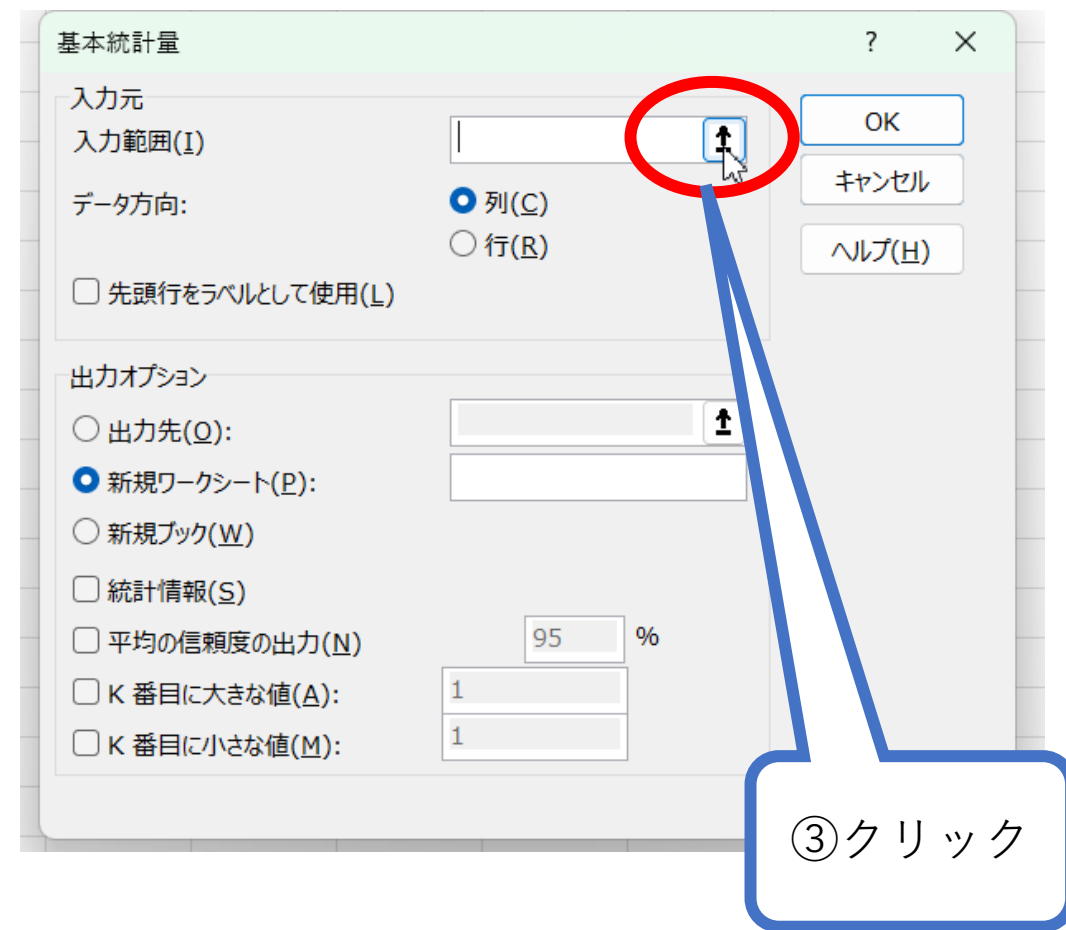 基本統計量 ?
入力元
入力範囲(I)
OK
キャンセル
データ方向:
列(C)
行(R)
ヘルプ(H)
先頭行をラベルとして使用(L)
出力オプション
出力先(O):
新規ワークシート(P):
新規ブック(W)
統計情報(S)
平均の信頼度の出力(N) 95 %
K 番目に大きな値(A): 1
K 番目に小さな値(M): 1
③クリック